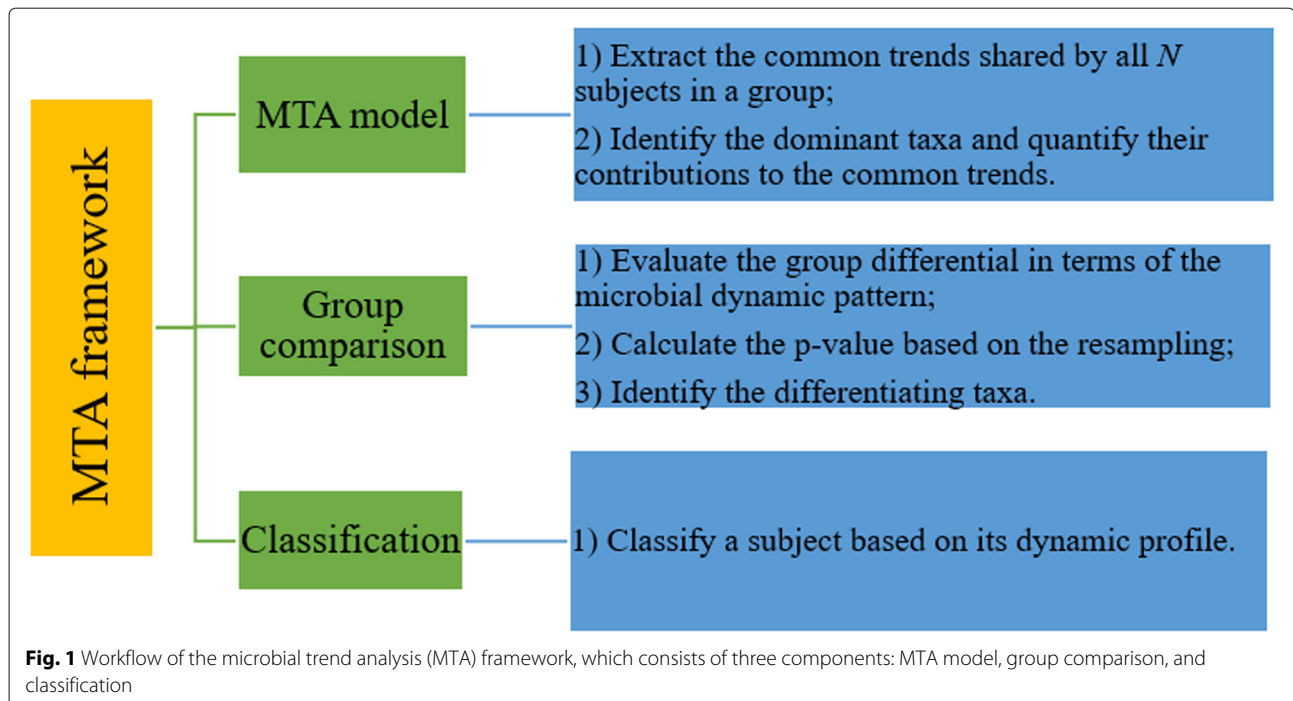 MTA framework
MTA model
1) Extract the common trends shared by all N
subjects in a group;
2) Identify the dominant taxa and quantify their
contributions to the common trends.
Group
comparison
1) Evaluate the group differential in terms of the
microbial dynamic pattern;
2) Calculate the p-value based on the resampling;
3) Identify the differentiating taxa.
Classification
1) Classify a subject based on its dynamic profile.
Fig. 1 Workflow of the microbial trend analysis (MTA) framework, which consists of three components: MTA model, group comparison, and
classification